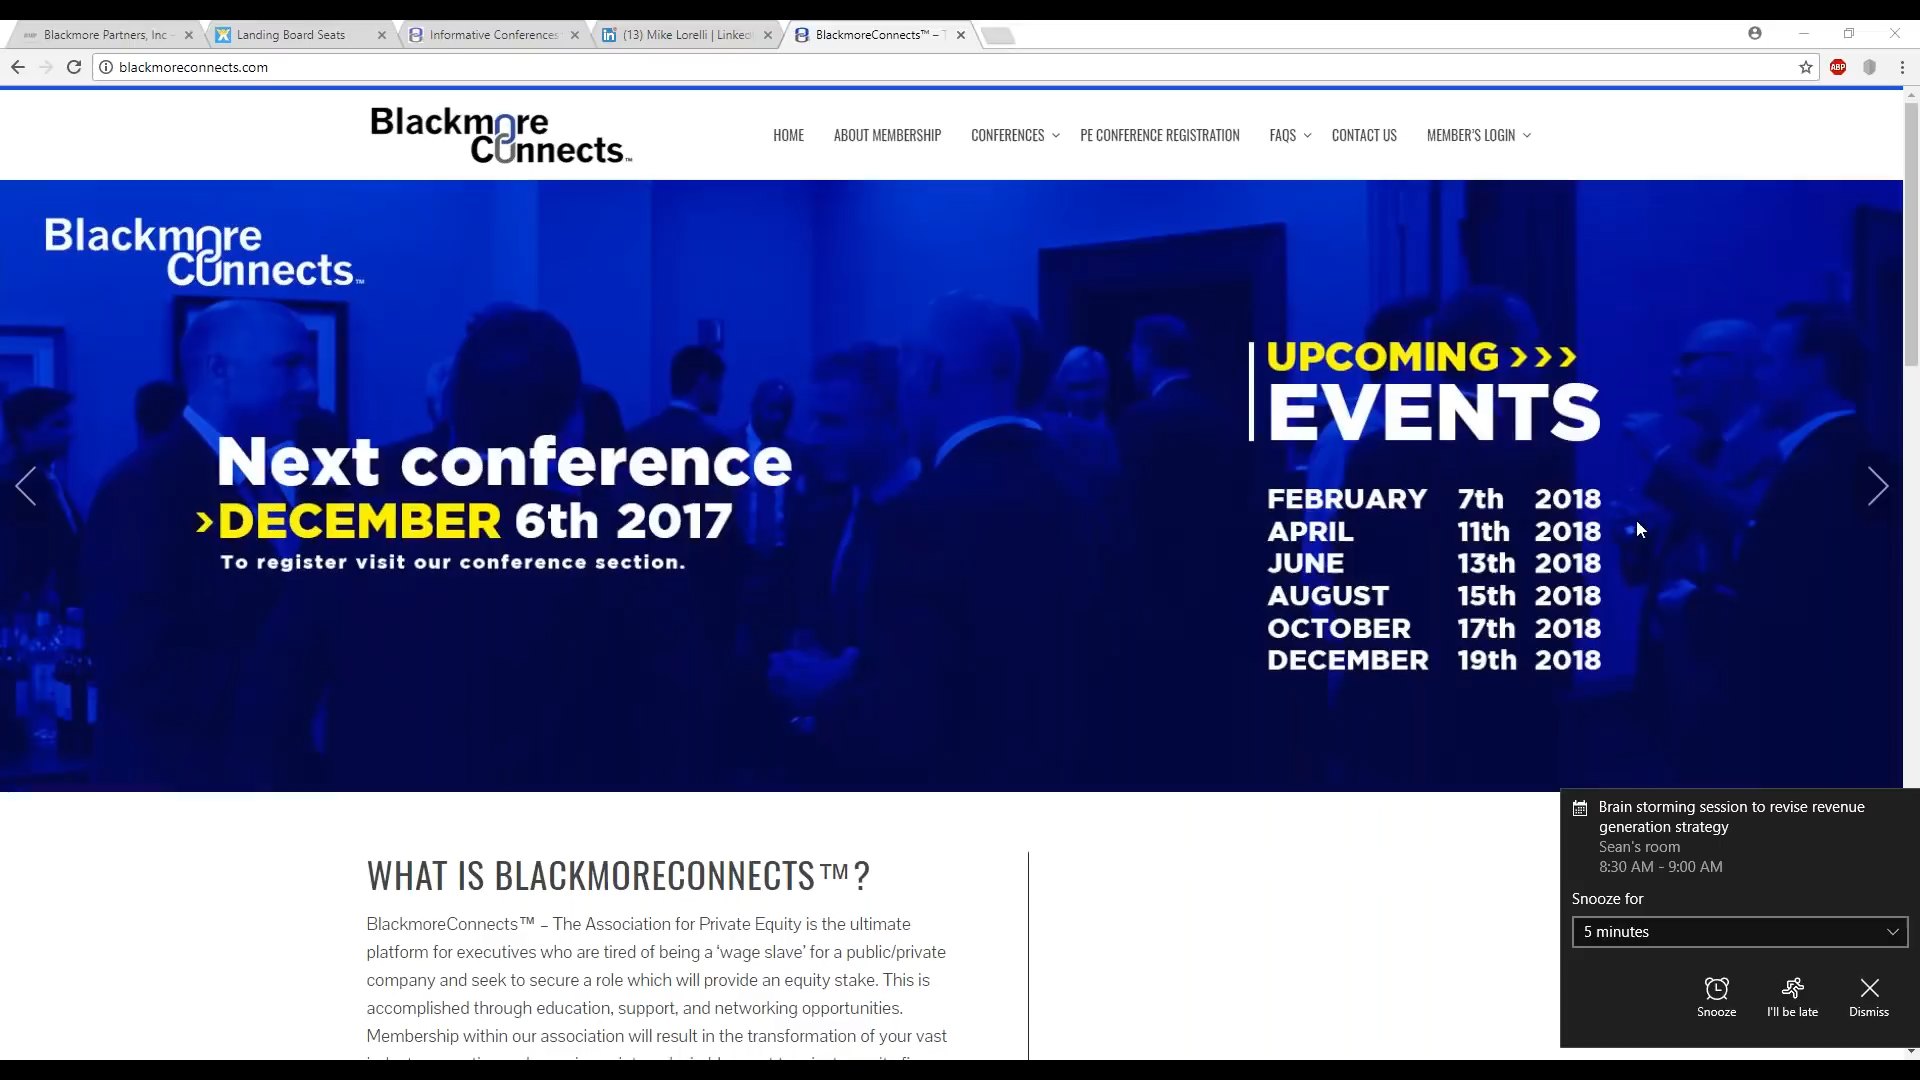 Blackmore Partners, Inc -
Landing Board Seats
Informative Conferences
(13) Mike Lorelli | Linked
BlackmoreConnects™ – T
blackmoreconnects.com
ABP
Blackmore
Connects™
HOME
ABOUT MEMBERSHIP
CONFERENCES
PE CONFERENCE REGISTRATION
FAQS
CONTACT US
MEMBER'S LOGIN
Blackmore
Connects™
Next conference
>DECEMBER 6th 2017
To register visit our conference section.
UPCOMING >>>
EVENTS
FEBRUARY 7th 2018
APRIL 11th 2018
JUNE 13th 2018
AUGUST 15th 2018
OCTOBER 17th 2018
DECEMBER 19th 2018
WHAT IS BLACKMORECONNECTS™?
BlackmoreConnects™ – The Association for Private Equity is the ultimate
platform for executives who are tired of being a ‘wage slave’ for a public/private
company and seek to secure a role which will provide an equity stake. This is
accomplished through education, support, and networking opportunities.
Membership within our association will result in the transformation of your vast
Brain storming session to revise revenue
generation strategy
Sean's room
8:30 AM - 9:00 AM
Snooze for
5 minutes
Snooze
I'll be late
Dismiss